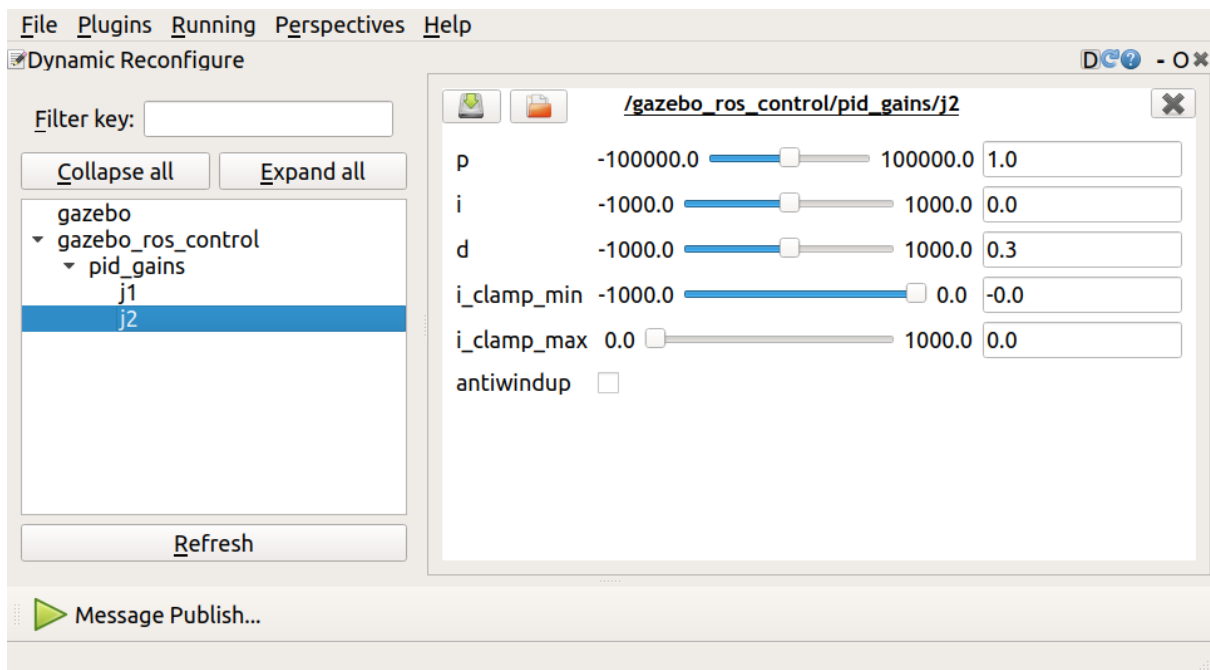 File Plugins Running Perspectives Help
Dynamic Reconfigure D ? - O
Filter key:
Collapse all Expand all
gazebo
gazebo_ros_control
pid_gains
j1
j2
Refresh
/gazebo_ros_control/pid_gains/j2
p -100000.0 100000.0 1.0
i -1000.0 1000.0 0.0
d -1000.0 1000.0 0.3
i_clamp_min -1000.0 0.0 -0.0
i_clamp_max 0.0 1000.0 0.0
antiwindup
Message Publish...